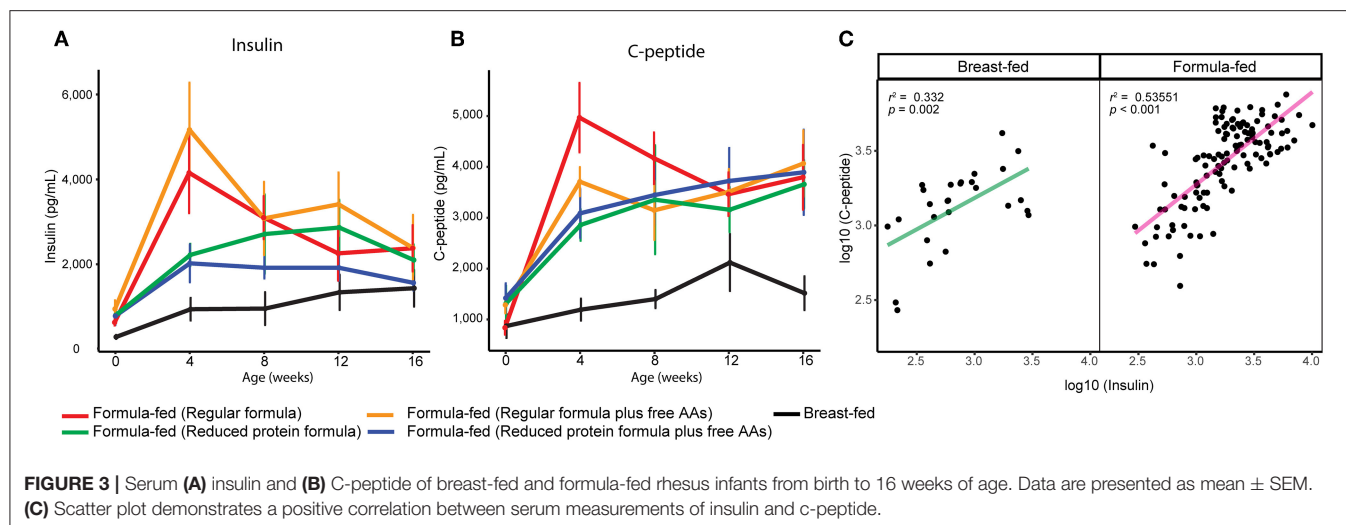 A
Insulin
Insulin (pg/mL)
6,000
4,000
2,000
0
0 4 8 12 16
Age (weeks)
B
C-peptide
C-peptide (pg/mL)
5,000
4,000
3,000
2,000
1,000
0 4 8 12 16
Age (weeks)
C
Breast-fed
Formula-fed
r² = 0.332
p = 0.002
r² = 0.53551
p < 0.001
log10 (C-peptide)
3.5
3.0
2.5
2.5 3.0 3.5 4.0
2.5 3.0 3.5 4.0
log10 (Insulin)
Formula-fed (Regular formula)
Formula-fed (Regular formula plus free AAs)
Breast-fed
Formula-fed (Reduced protein formula)
Formula-fed (Reduced protein formula plus free AAs)
FIGURE 3 | Serum (A) insulin and (B) C-peptide of breast-fed and formula-fed rhesus infants from birth to 16 weeks of age. Data are presented as mean ± SEM.
(C) Scatter plot demonstrates a positive correlation between serum measurements of insulin and c-peptide.